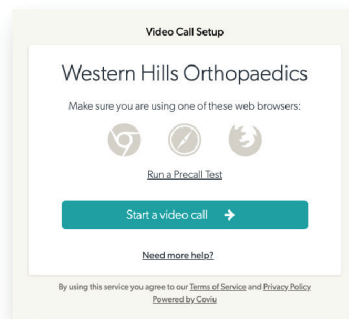 Video Call Setup
Western Hills Orthopaedics
Make sure you are using one of these web browsers:
Run a Precall Test
Start a video call
Need more help?
By using this service you agree to our Terms of Service and Privacy Policy
Powered by Coviu